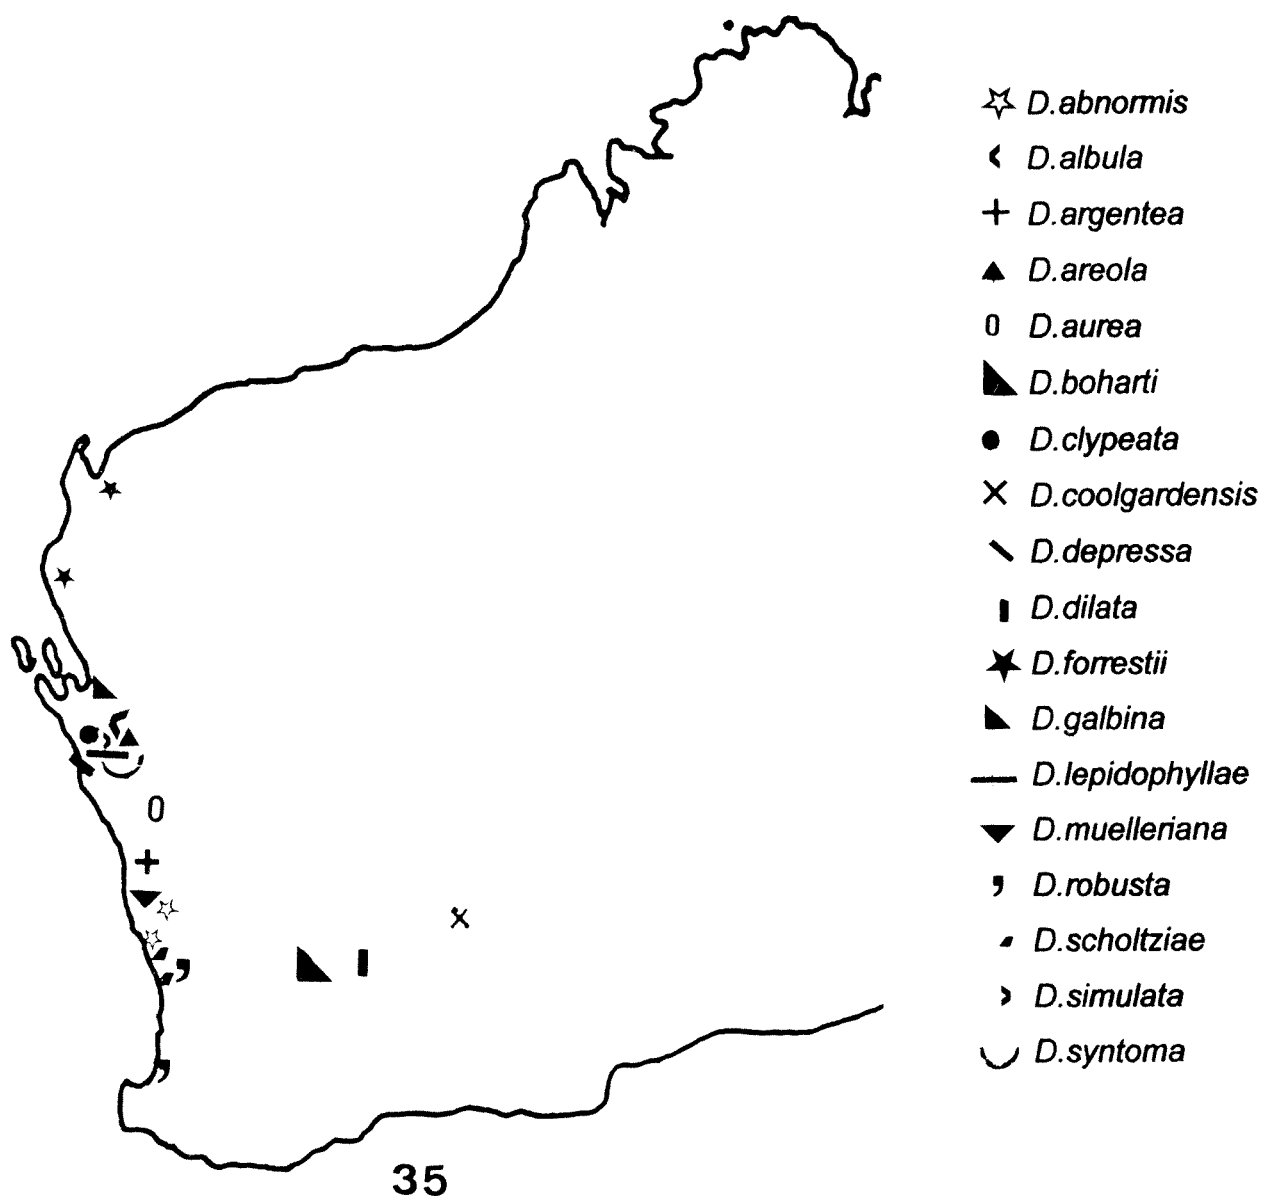 D.abnormis
D.albula
D.argentea
D.areola
D.aurea
D.boharti
D.clypeata
D.coolgardensis
D.depressa
D.dilata
D.forrestii
D.galbina
D.lepidophyllae
D.muelleriana
D.robusta
D.scholtziae
D.simulata
D.syntoma
35